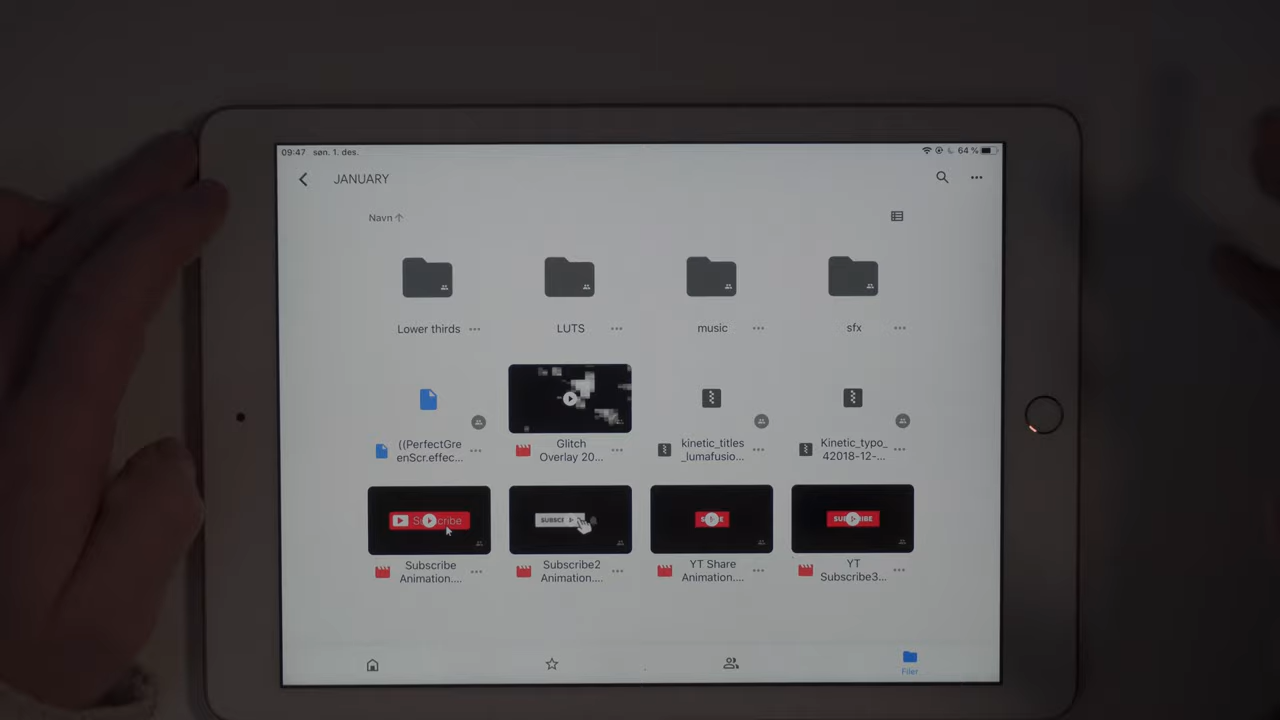 09:47 søn. 1. des.
64 %
JANUARY
Navn
Lower thirds
LUTS
music
sfx
((PerfectGre
enScr.effec...
Glitch
Overlay 20...
kinetic_titles
_lumafusio...
Kinetic_typo_
42018-12-...
SUBSCRIBE
Subscribe
Animation....
Subscribe2
Animation....
YT Share
Animation....
YT
Subscribe3...
Filer